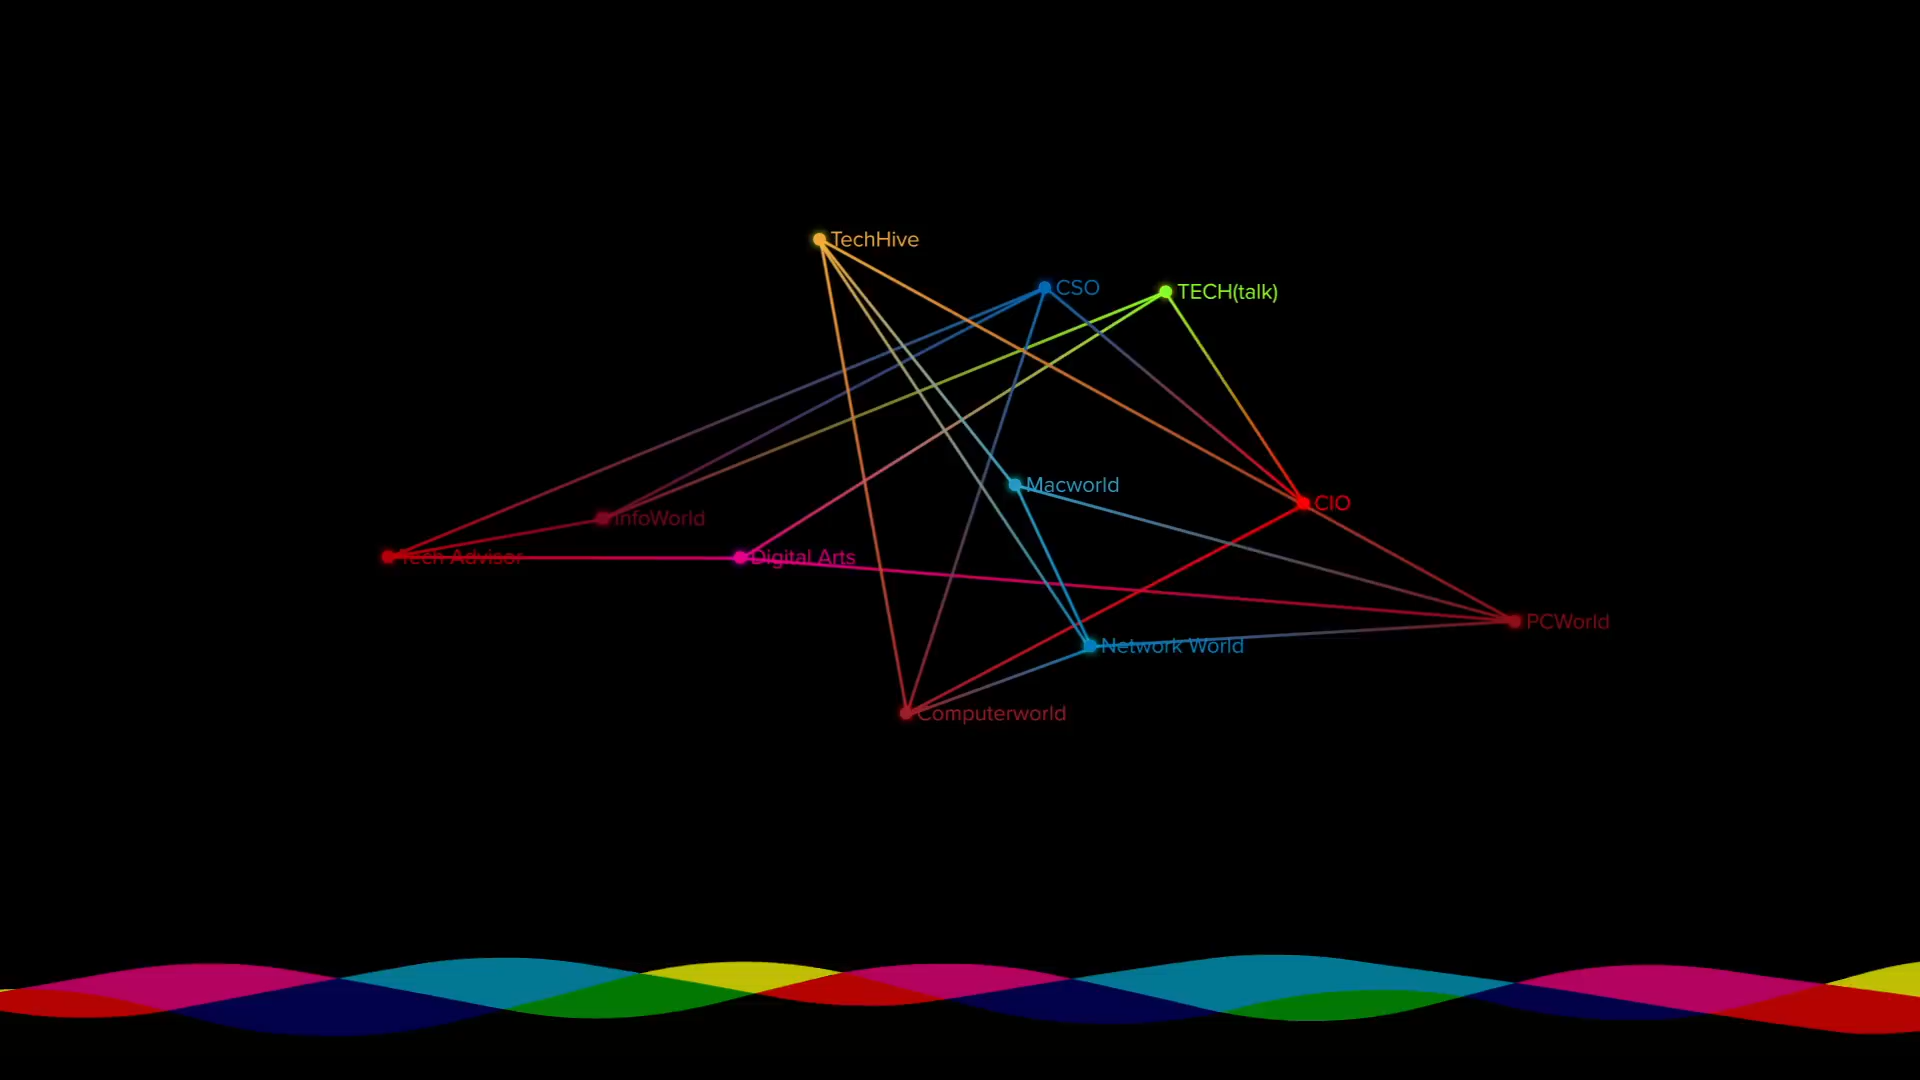 TechHive
CSO
TECH(talk)
Macworld
CIO
InfoWorld
Tech Advisor
Digital Arts
PCWorld
Network World
Computerworld